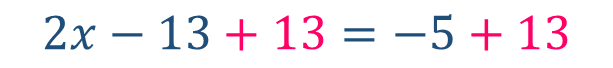 2x − 13 + 13 = −5 + 13